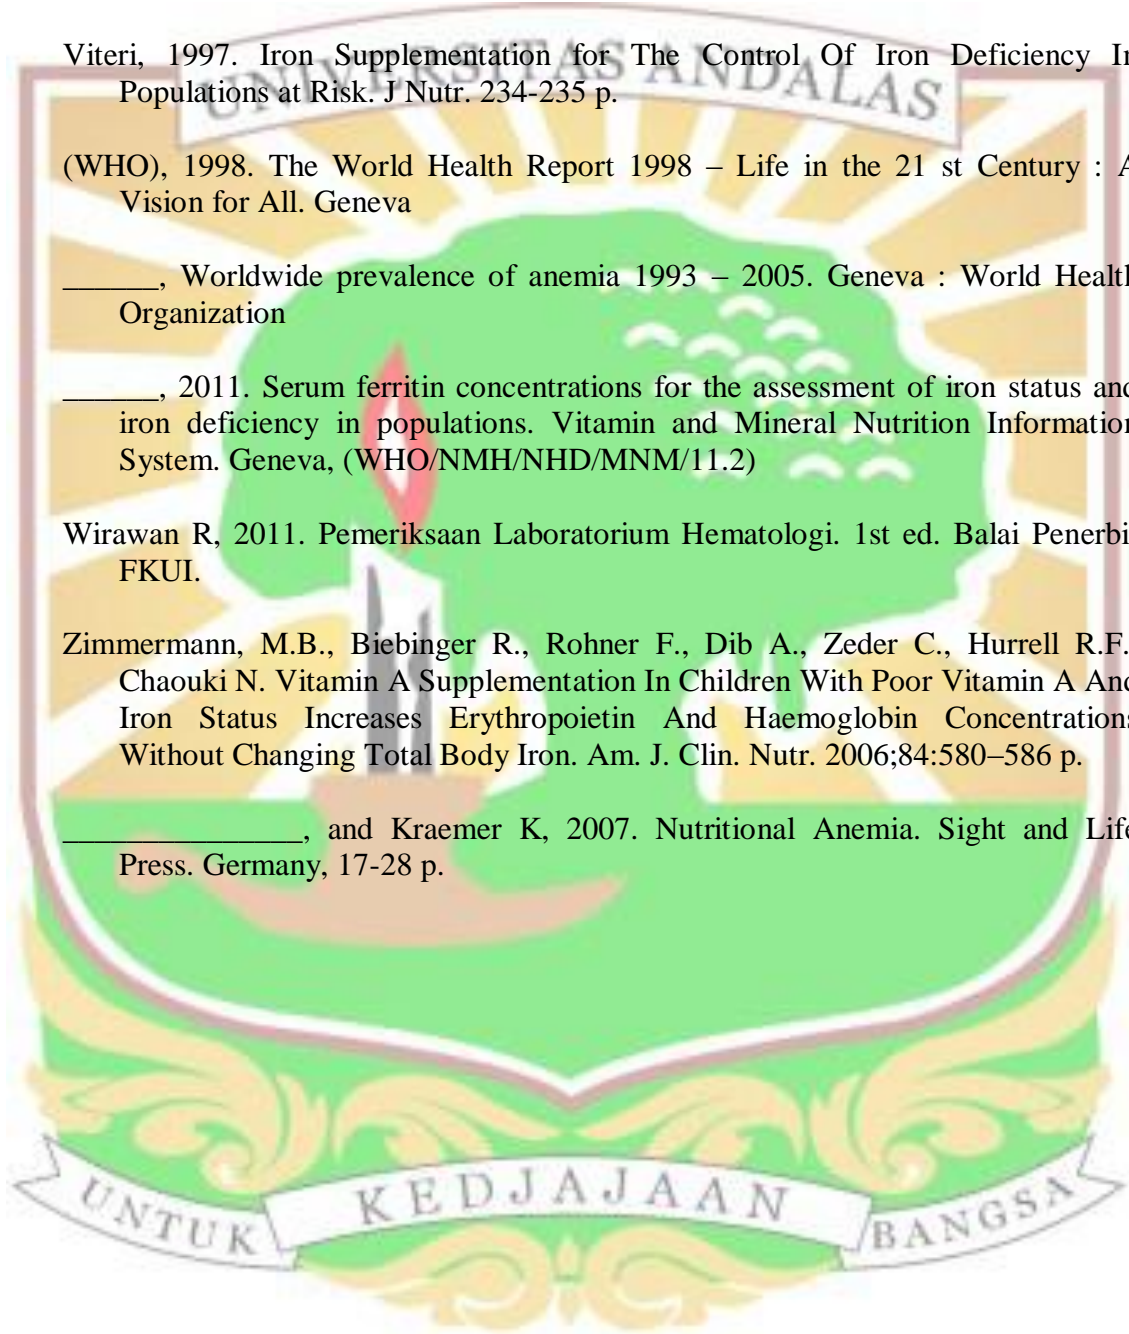 UNIVERSITAS ANDALAS
Viteri, 1997. Iron Supplementation for The Control Of Iron Deficiency
Populations at Risk. J Nutr. 234-235 p.
(WHO), 1998. The World Health Report 1998 – Life in the 21 st Century : A
Vision for All. Geneva
______, Worldwide prevalence of anemia 1993 – 2005. Geneva : World Health
Organization
______, 2011. Serum ferritin concentrations for the assessment of iron status and
iron deficiency in populations. Vitamin and Mineral Nutrition Information
System. Geneva, (WHO/NMH/NHD/MNM/11.2)
Wirawan R, 2011. Pemeriksaan Laboratorium Hematologi. 1st ed. Balai Penerbi
FKUI.
Zimmermann, M.B., Biebinger R., Rohner F., Dib A., Zeder C., Hurrell R.F.
Chaouki N. Vitamin A Supplementation In Children With Poor Vitamin A And
Iron Status Increases Erythropoietin And Haemoglobin Concentrations
Without Changing Total Body Iron. Am. J. Clin. Nutr. 2006;84:580–586 p.
_______________, and Kraemer K, 2007. Nutritional Anemia. Sight and Life
Press. Germany, 17-28 p.
UNTUK KEDJAJAAN BANGSA